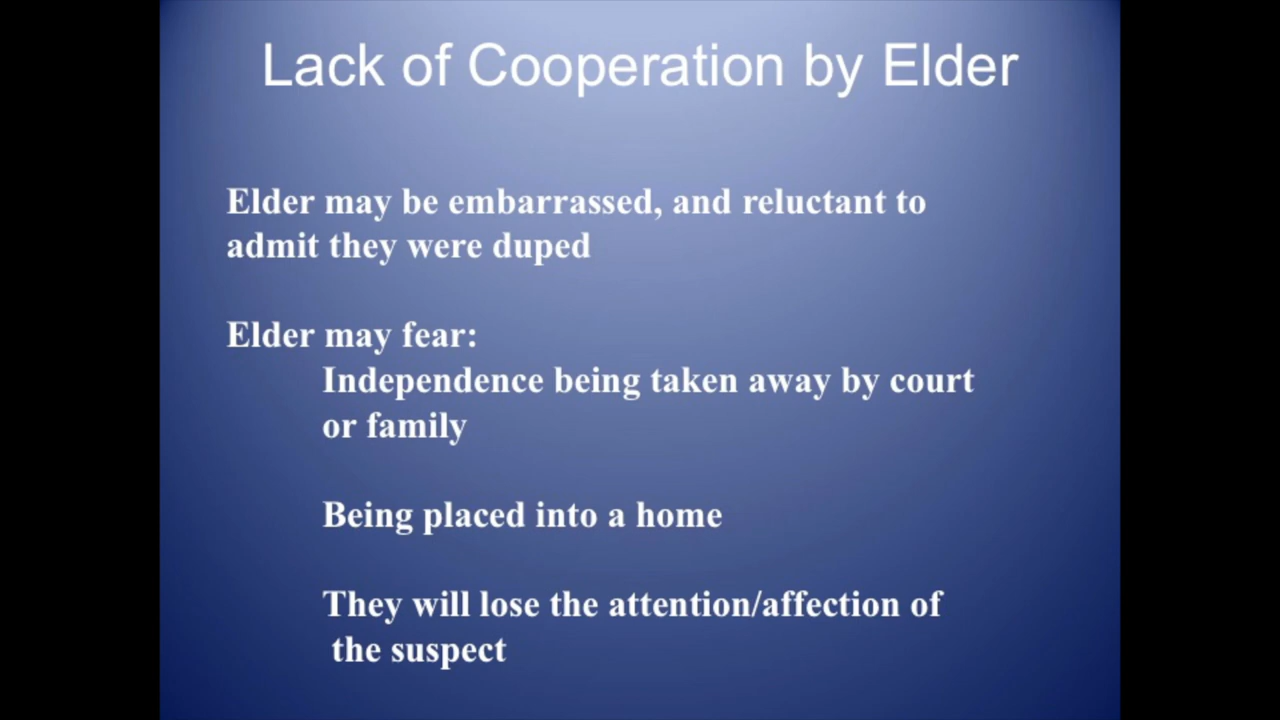 Lack of Cooperation by Elder
Elder may be embarrassed, and reluctant to
admit they were duped
Elder may fear:
Independence being taken away by court
or family
Being placed into a home
They will lose the attention/affection of
the suspect